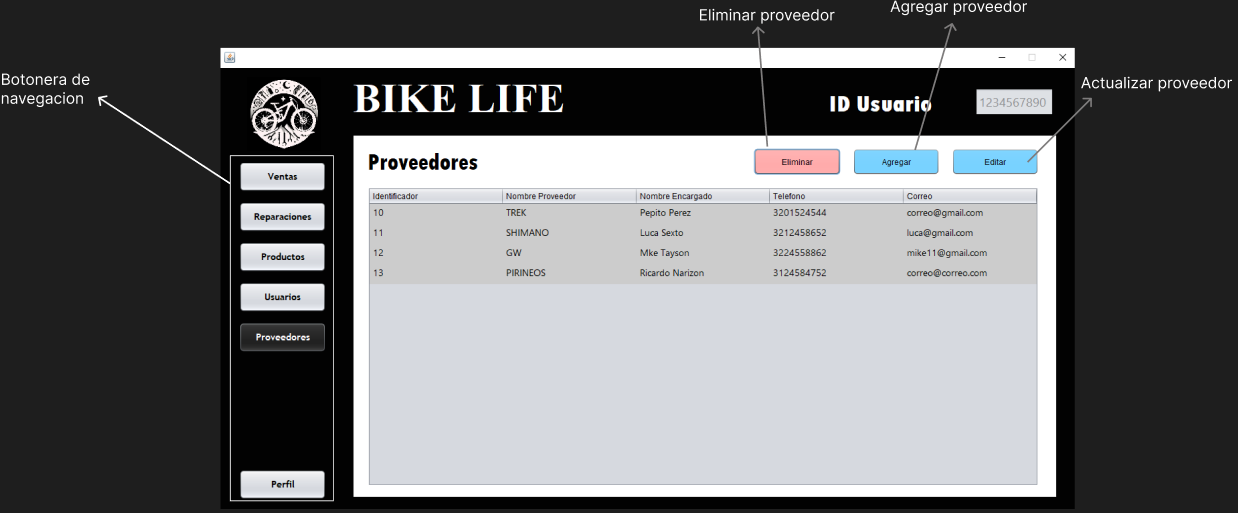 Eliminar proveedor
Agregar proveedor
Botonera de
navegacion
Actualizar proveedor
BIKE LIFE
ID Usuario
1234567890
Proveedores
Eliminar
Agregar
Editar
Ventas
Reparaciones
Productos
Usuarios
Proveedores
Perfil
Identificador Nombre Proveedor Nombre Encargado Telefono Correo
10 TREK Pepito Perez 3201524544 correo@gmail.com
11 SHIMANO Luca Sexto 3212458652 luca@gmail.com
12 GW Mke Tayson 3224558862 mike11@gmail.com
13 PIRINEOS Ricardo Narizon 3124584752 correo@correo.com